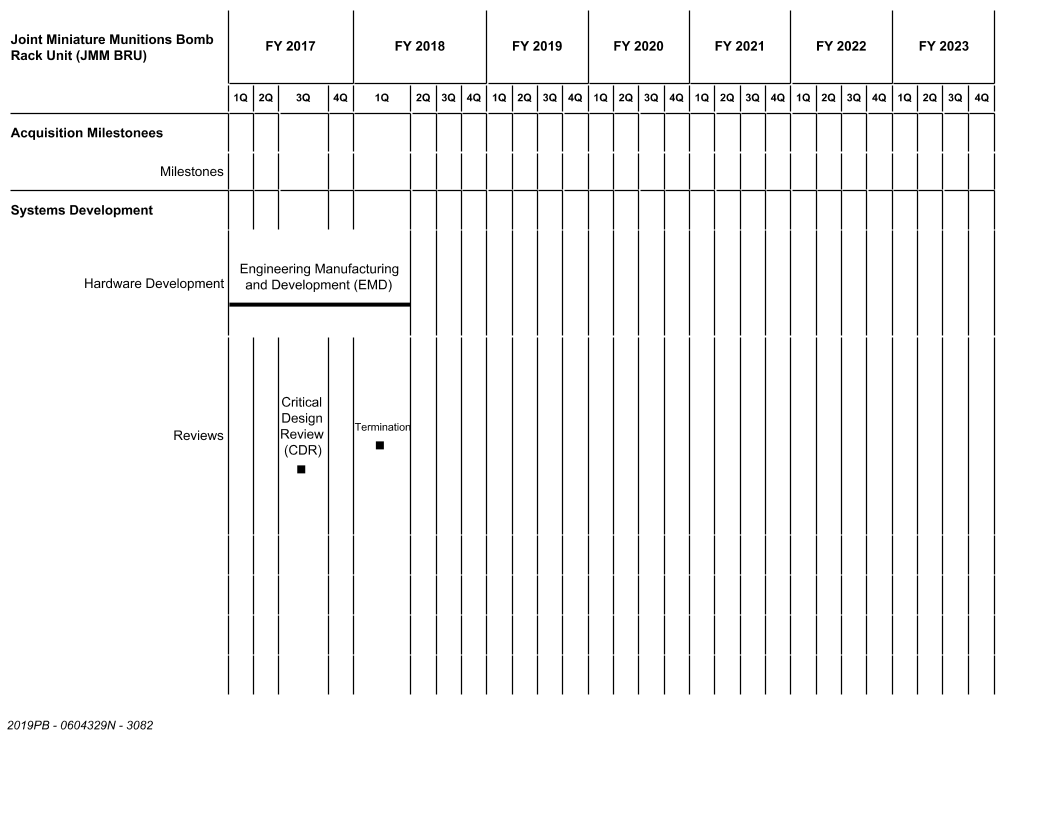 Joint Miniature Munitions Bomb
Rack Unit (JMM BRU)
FY 2017 FY 2018 FY 2019 FY 2020 FY 2021 FY 2022 FY 2023
1Q 2Q 3Q 4Q 1Q 2Q 3Q 4Q 1Q 2Q 3Q 4Q 1Q 2Q 3Q 4Q 1Q 2Q 3Q 4Q 1Q 2Q 3Q 4Q 1Q 2Q 3Q 4Q
Acquisition Milestonees
Milestones
Systems Development
Hardware Development
Engineering Manufacturing
and Development (EMD)
Reviews
Critical
Design
Review
(CDR)
Termination
2019PB - 0604329N - 3082